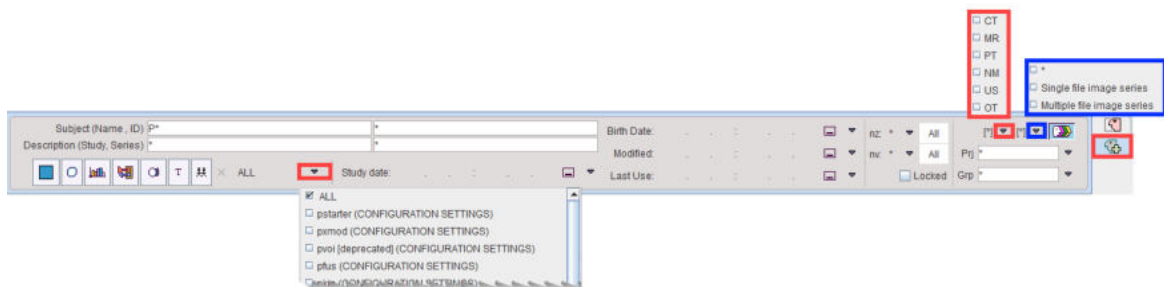 CT
MR
PT
NM
US
OT
*
Single file image series
Multiple file image series
Subject (Name , ID) P* * Birth Date: . . : . . nz: * All [*] [*]
Description (Study, Series) * * Modified: . . : . . nv: * All Prj *
T × ALL Study date: . . : . . Last Use: . . : . . Locked Grp *
ALL
pstarter (CONFIGURATION SETTINGS)
pxmod (CONFIGURATION SETTINGS)
pvoi [deprecated] (CONFIGURATION SETTINGS)
pfus (CONFIGURATION SETTINGS)
(CONFIGURATION SETTINGS)